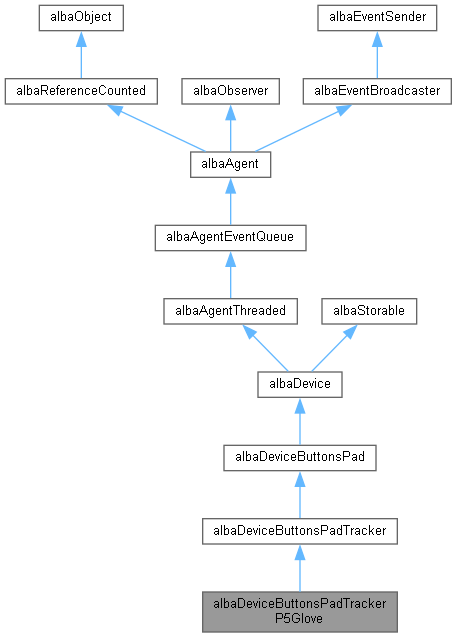 albaObject
albaEventSender
albaReferenceCounted
albaObserver
albaEventBroadcaster
albaAgent
albaAgentEventQueue
albaAgentThreaded
albaStorable
albaDevice
albaDeviceButtonsPad
albaDeviceButtonsPadTracker
albaDeviceButtonsPadTracker
P5Glove